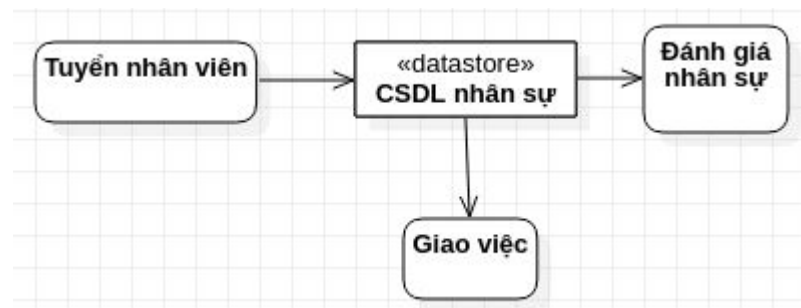 Tuyển nhân viên
«datastore»
CSDL nhân sự
Đánh giá
nhân sự
Giao việc